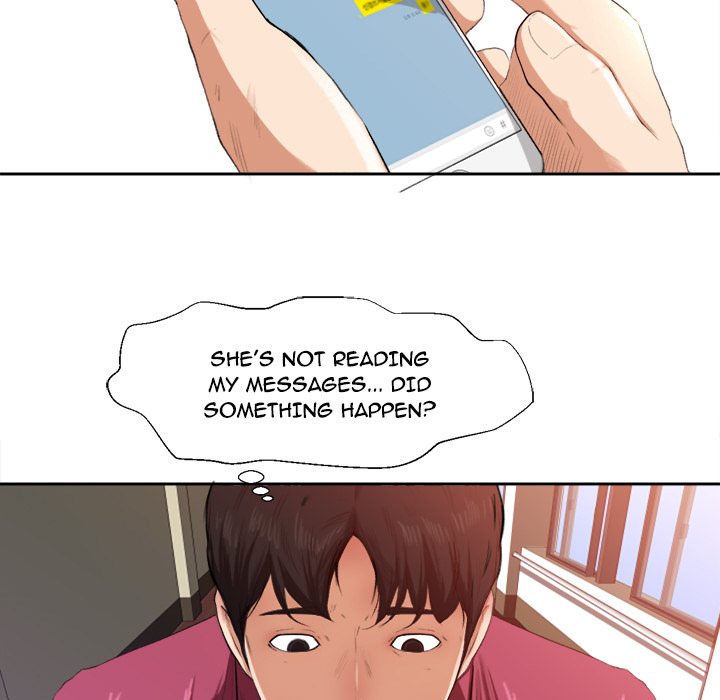 #
SHE'S NOT READING
MY MESSAGES... DID
SOMETHING HAPPEN?